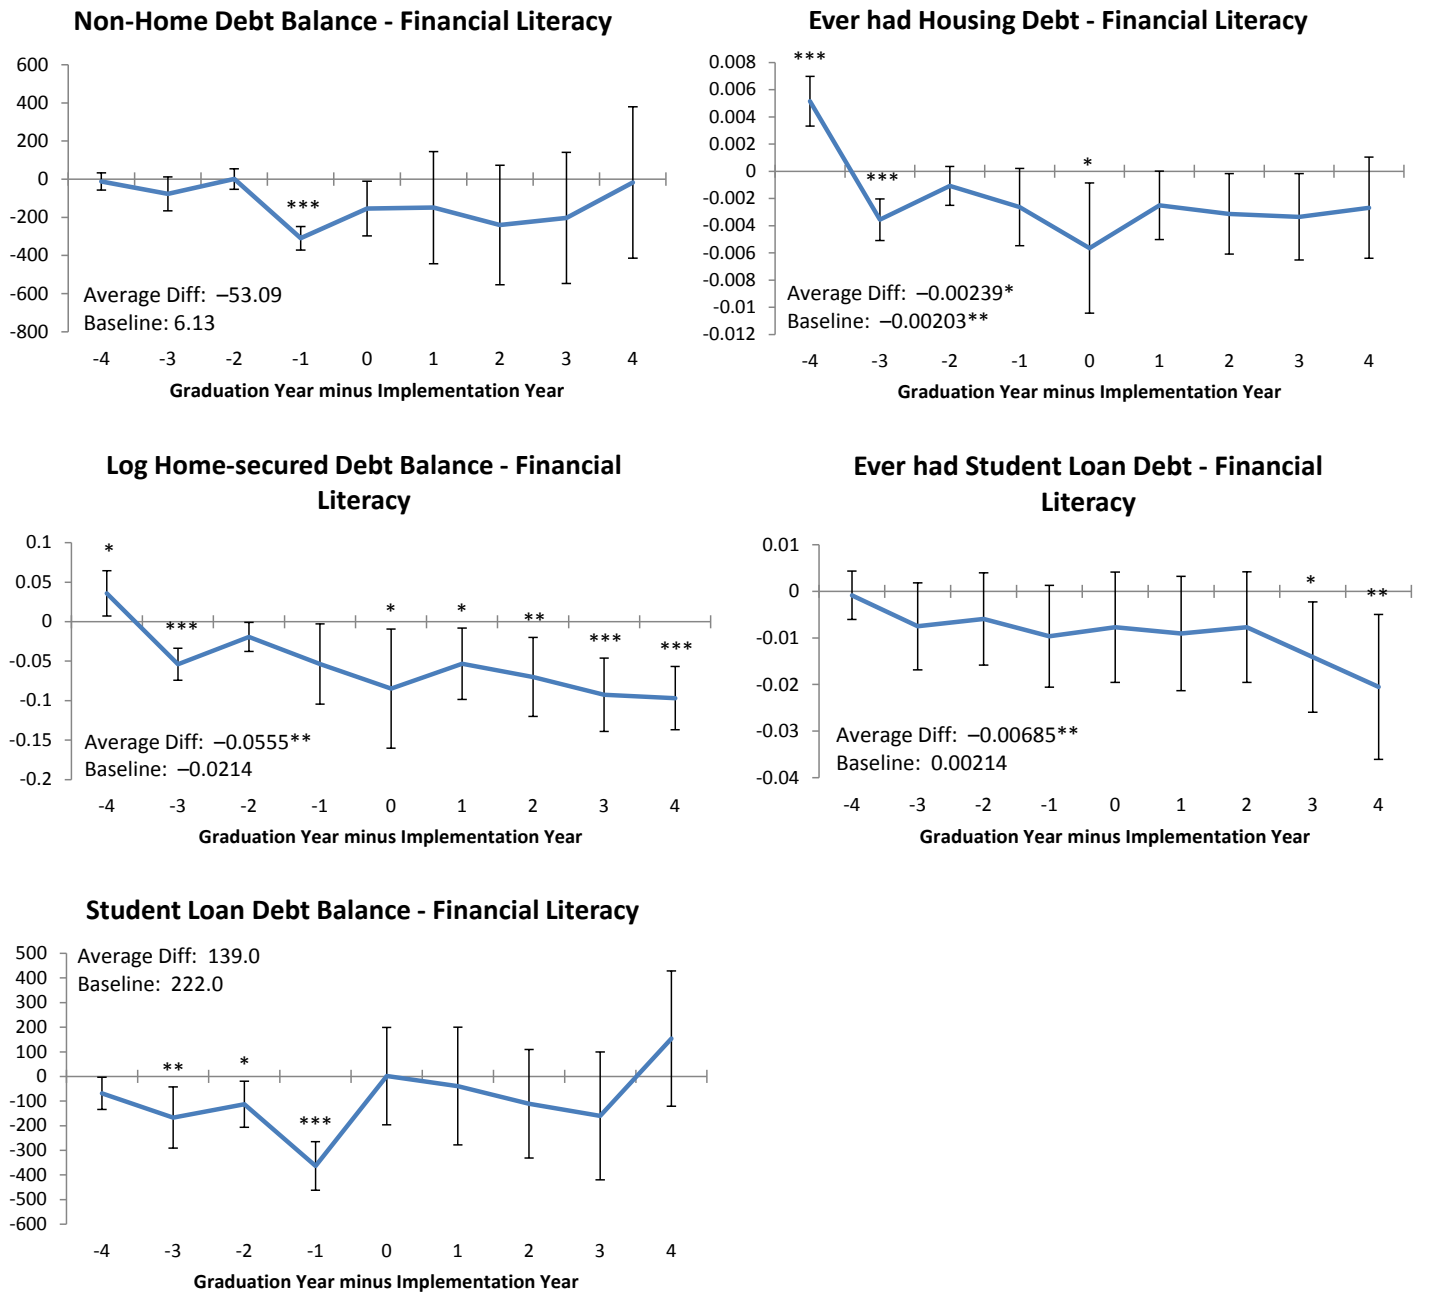 Non-Home Debt Balance - Financial Literacy
600
400
200
0
-200
-400
-600
-800
***
Average Diff: –53.09
Baseline: 6.13
-4 -3 -2 -1 0 1 2 3 4
Graduation Year minus Implementation Year
Ever had Housing Debt - Financial Literacy
0.008
0.006
0.004
0.002
0
-0.002
-0.004
-0.006
-0.008
-0.01
-0.012
*** *** *
Average Diff: –0.00239*
Baseline: –0.00203**
-4 -3 -2 -1 0 1 2 3 4
Graduation Year minus Implementation Year
Log Home-secured Debt Balance - Financial
Literacy
0.1
0.05
0
-0.05
-0.1
-0.15
-0.2
* *** * * ** *** ***
Average Diff: –0.0555**
Baseline: –0.0214
-4 -3 -2 -1 0 1 2 3 4
Graduation Year minus Implementation Year
Ever had Student Loan Debt - Financial
Literacy
0.01
0
-0.01
-0.02
-0.03
-0.04
* **
Average Diff: –0.00685**
Baseline: 0.00214
-4 -3 -2 -1 0 1 2 3 4
Graduation Year minus Implementation Year
Student Loan Debt Balance - Financial Literacy
500
400
300
200
100
0
-100
-200
-300
-400
-500
-600
Average Diff: 139.0
Baseline: 222.0
** * ***
-4 -3 -2 -1 0 1 2 3 4
Graduation Year minus Implementation Year